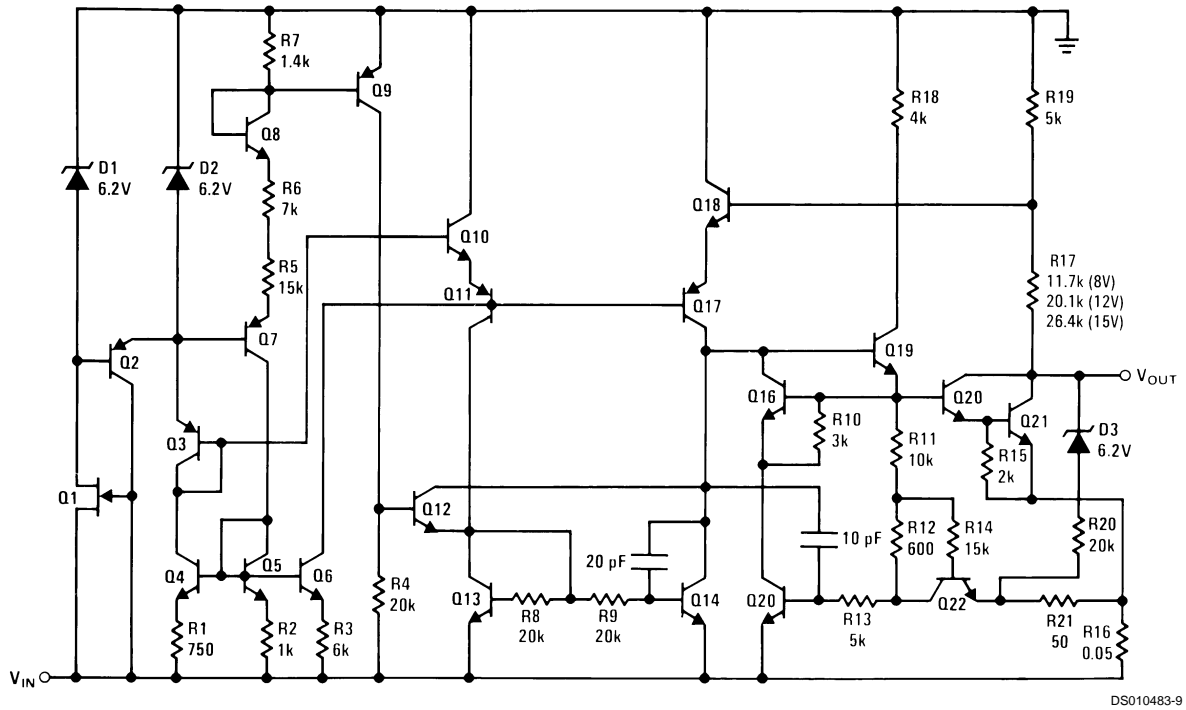 R7
1.4k
Q9
R18
4k
R19
5k
Q8
D1
6.2V
D2
6.2V
R6
7k
Q18
Q10
R5
15k
Q11
R17
11.7k (8V)
20.1k (12V)
26.4k (15V)
Q17
Q2
Q7
Q19
VOUT
Q16
Q20
Q21
R10
3k
D3
6.2V
Q3
R11
10k
R15
2k
Q1
Q12
10 pF
R12
600
R14
15k
R20
20k
20 pF
Q4
Q5
Q6
R4
20k
Q13
R8
20k
R9
20k
Q14
Q20
R13
5k
Q22
R21
50
R16
0.05
R1
750
R2
1k
R3
6k
VIN
DS010483-9